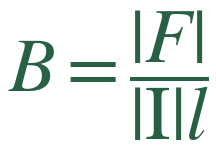 B = |F| / |I|l